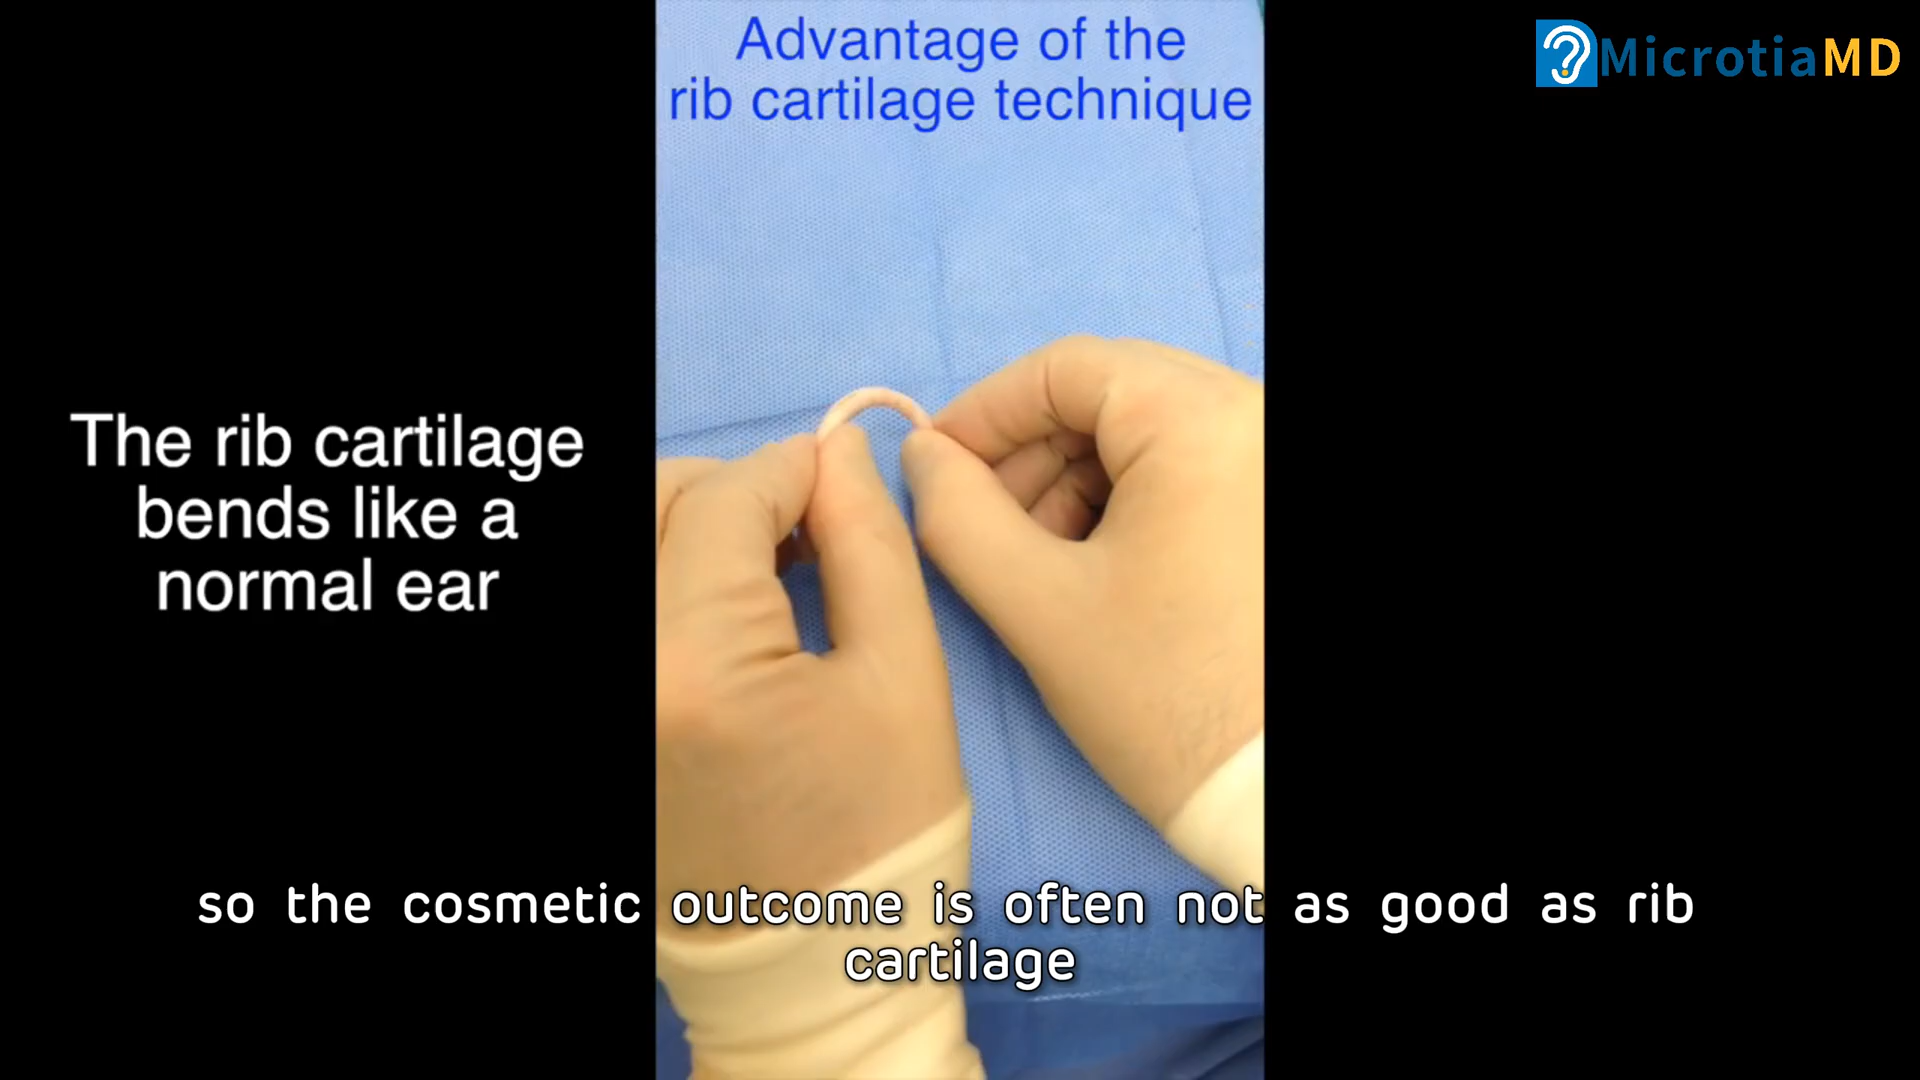 Advantage of the
rib cartilage technique
MicrotiaMD
The rib cartilage
bends like a
normal ear
so the cosmetic outcome is often not as good as rib
cartilage